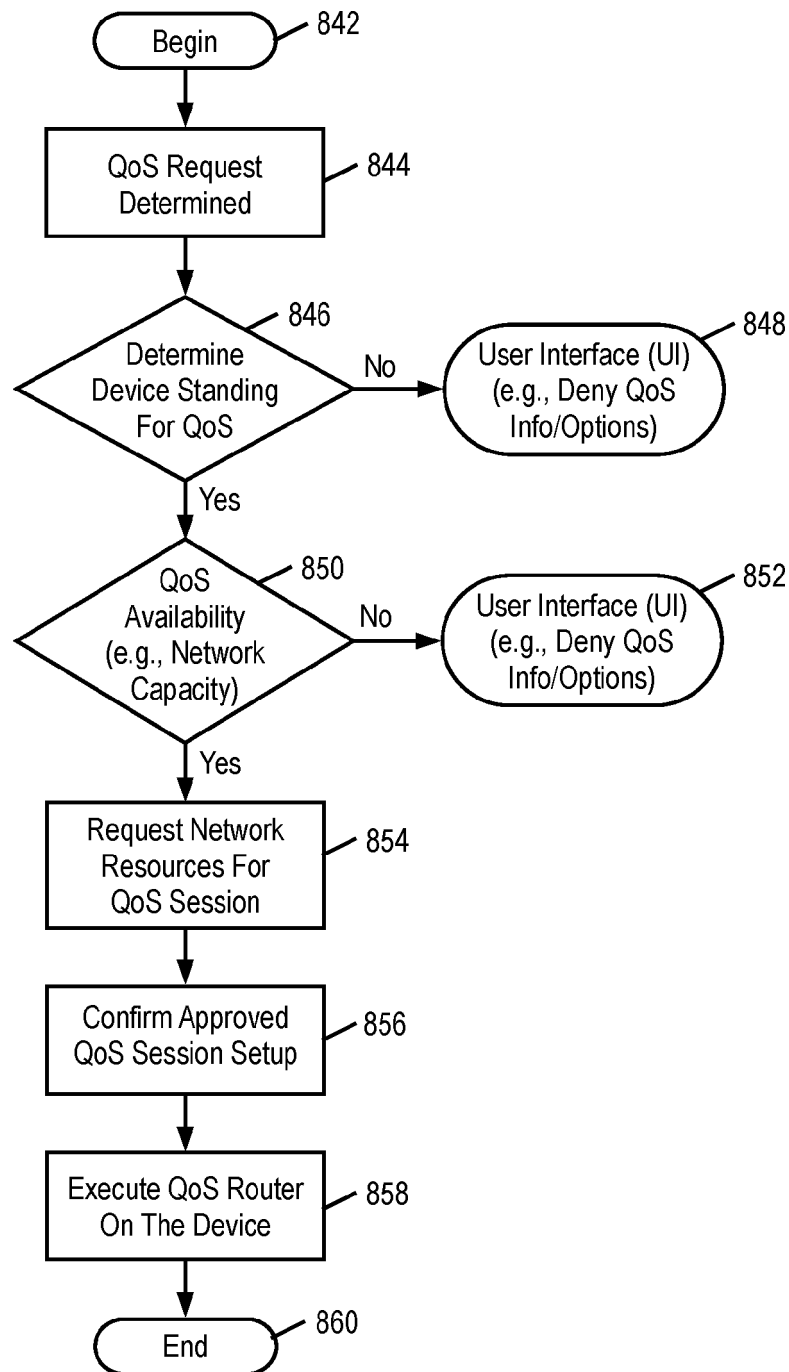 Begin
842
QoS Request
Determined
844
846
Determine
Device Standing
For QoS
No
848
User Interface (UI)
(e.g., Deny QoS
Info/Options)
Yes
850
QoS
Availability
(e.g., Network
Capacity)
No
852
User Interface (UI)
(e.g., Deny QoS
Info/Options)
Yes
Request Network
Resources For
QoS Session
854
Confirm Approved
QoS Session Setup
856
Execute QoS Router
On The Device
858
End
860